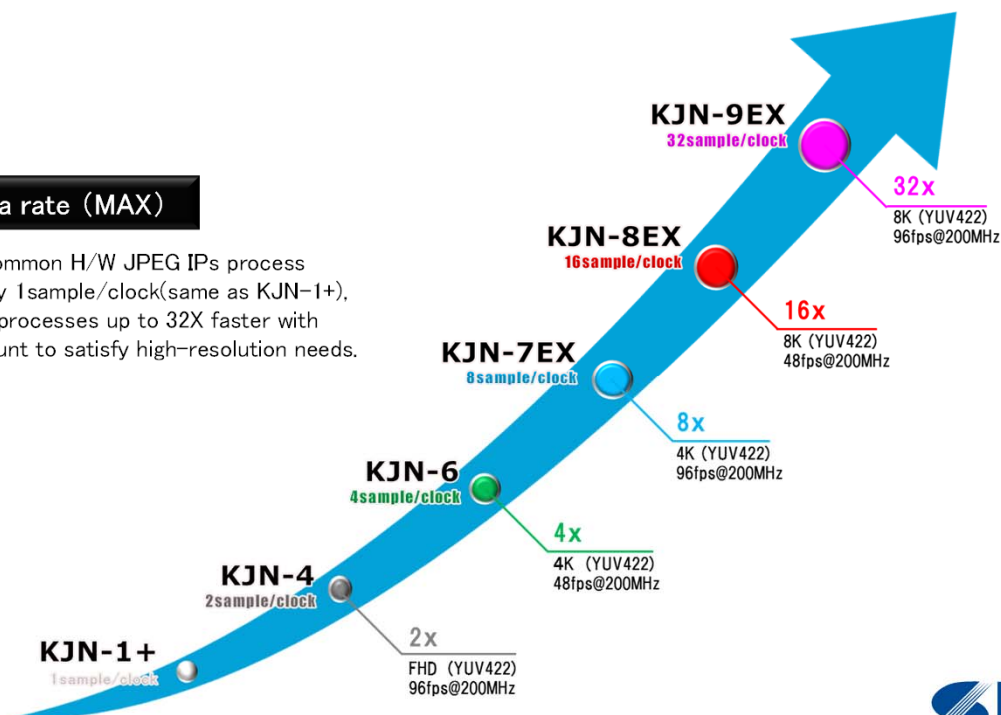 KJN-9EX
32sample/clock
32x
8K (YUV422)
96fps@200MHz
a rate (MAX)
KJN-8EX
16sample/clock
ommon H/W JPEG IPs process
y 1sample/clock(same as KJN-1+),
processes up to 32X faster with
unt to satisfy high-resolution needs.
16x
8K (YUV422)
48fps@200MHz
KJN-7EX
8sample/clock
8x
4K (YUV422)
96fps@200MHz
KJN-6
4sample/clock
4x
4K (YUV422)
48fps@200MHz
KJN-4
2sample/clock
2x
FHD (YUV422)
96fps@200MHz
KJN-1+
1sample/clock